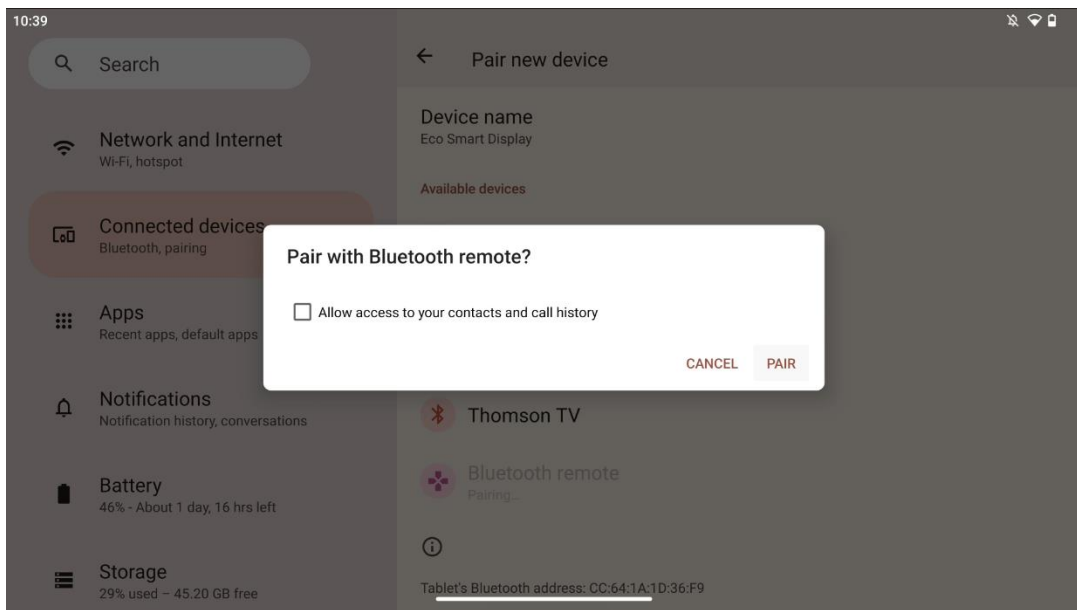 10:39
Search
Network and Internet
Wi-Fi, hotspot
Connected devices
Bluetooth, pairing
Apps
Recent apps, default apps
Notifications
Notification history, conversations
Battery
46% - About 1 day, 16 hrs left
Storage
29% used – 45.20 GB free
Pair new device
Device name
Eco Smart Display
Available devices
Pair with Bluetooth remote?
Allow access to your contacts and call history
CANCEL PAIR
Thomson TV
Bluetooth remote
Pairing...
Tablet's Bluetooth address: CC:64:1A:1D:36:F9